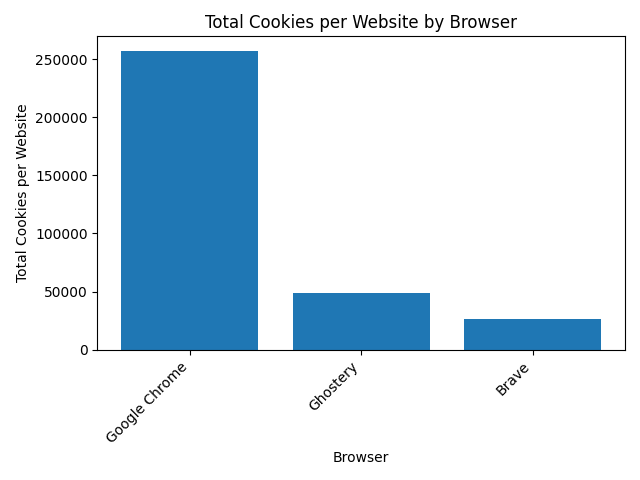 Total Cookies per Website by Browser
Total Cookies per Website
250000
200000
150000
100000
50000
0
Google Chrome
Ghostery
Brave
Browser